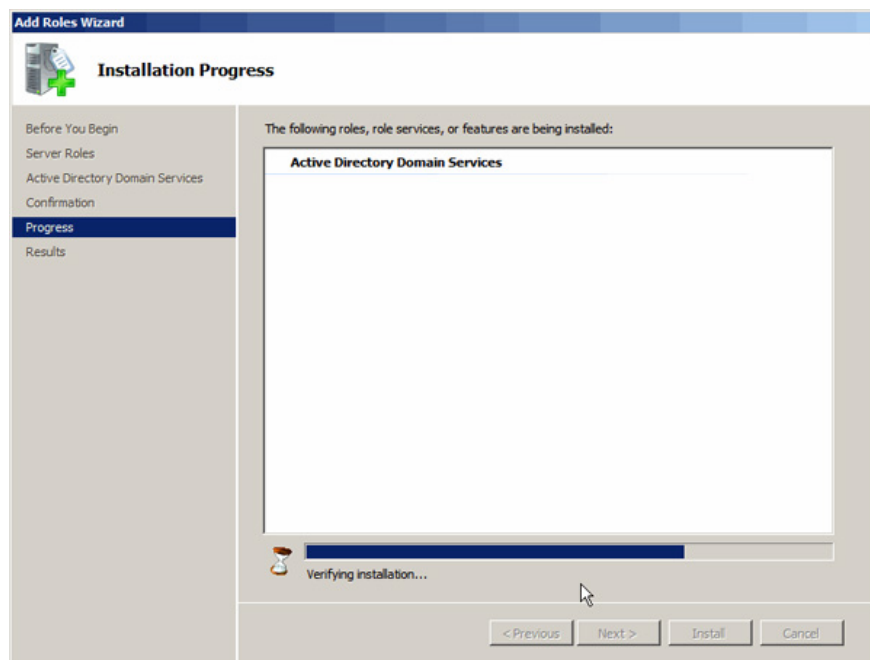 Add Roles Wizard
Installation Progress
Before You Begin
Server Roles
Active Directory Domain Services
Confirmation
Progress
Results
The following roles, role services, or features are being installed:
Active Directory Domain Services
Verifying installation...
< Previous
Next >
Install
Cancel